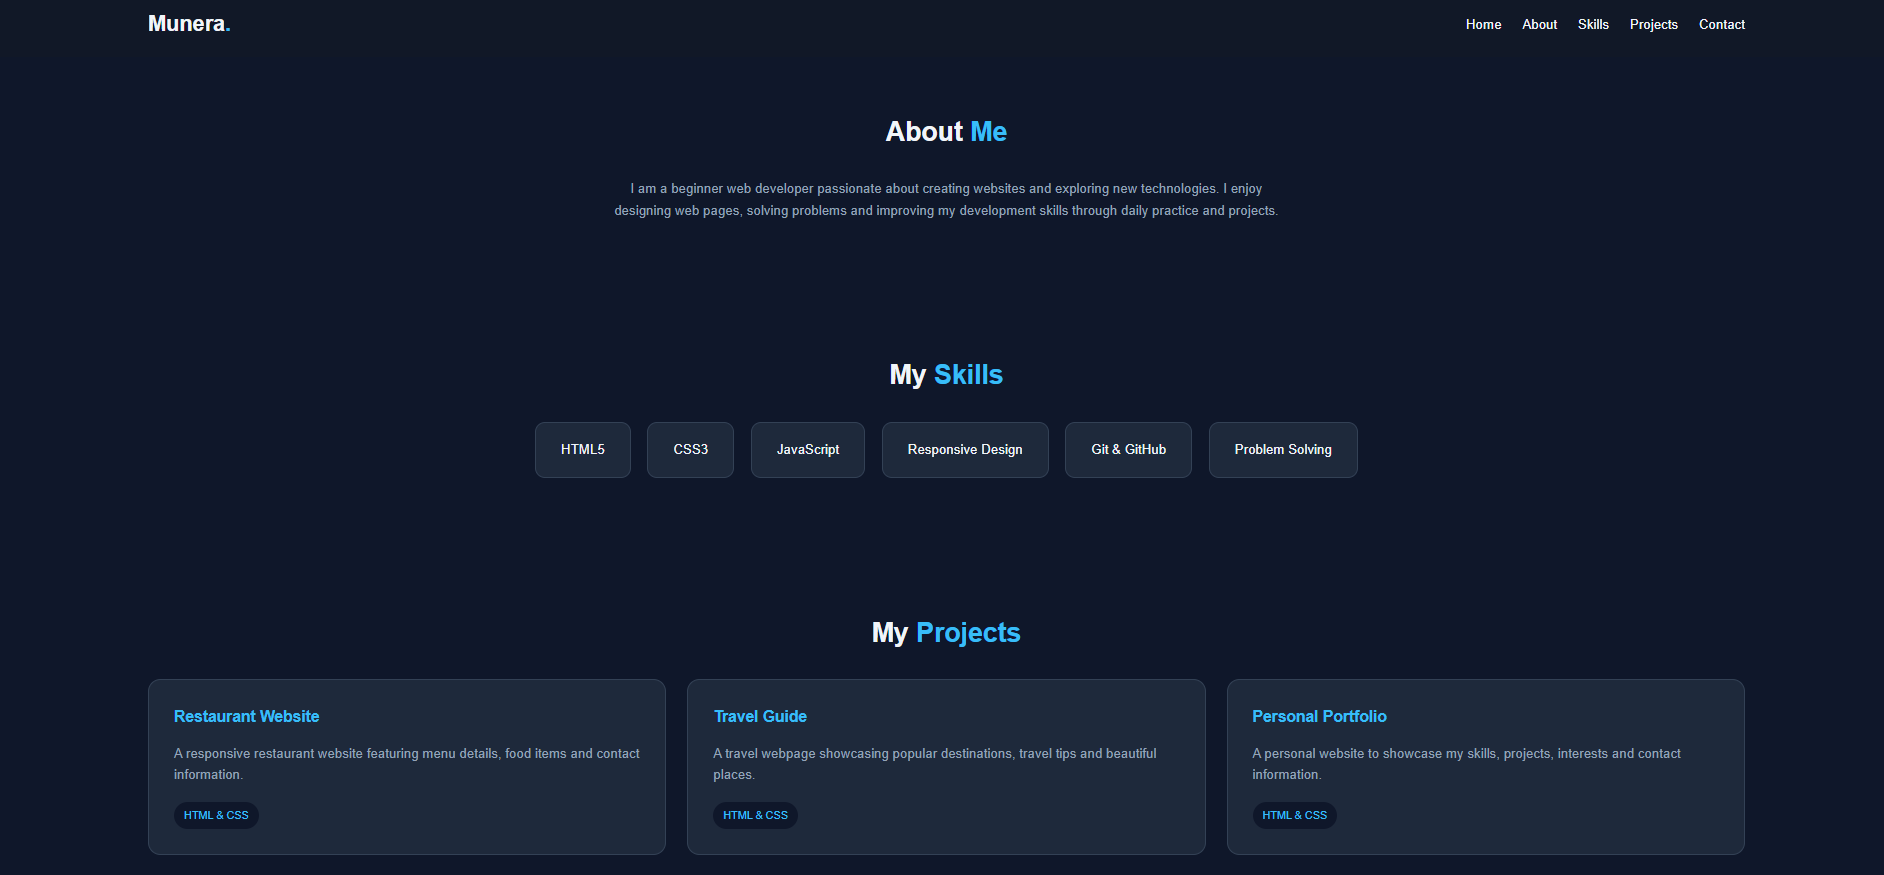 Munera.
Home About Skills Projects Contact
About Me
I am a beginner web developer passionate about creating websites and exploring new technologies. I enjoy
designing web pages, solving problems and improving my development skills through daily practice and projects.
My Skills
HTML5
CSS3
JavaScript
Responsive Design
Git & GitHub
Problem Solving
My Projects
Restaurant Website
A responsive restaurant website featuring menu details, food items and contact
information.
HTML & CSS
Travel Guide
A travel webpage showcasing popular destinations, travel tips and beautiful
places.
HTML & CSS
Personal Portfolio
A personal website to showcase my skills, projects, interests and contact
information.
HTML & CSS